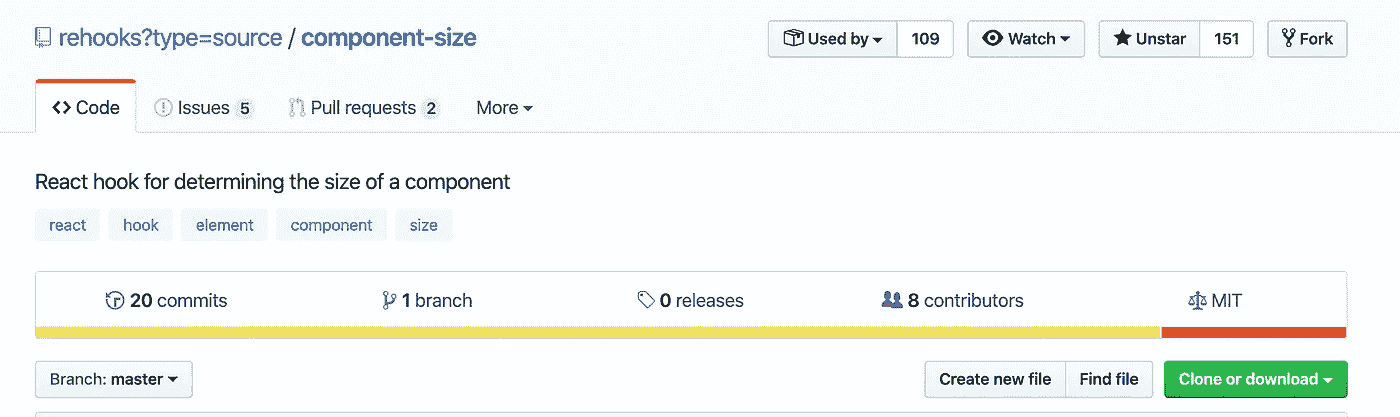 rehooks?type=source / component-size Used by 109 Watch Unstar 151 Fork
Code Issues 5 Pull requests 2 More
React hook for determining the size of a component
react hook element component size
20 commits 1 branch 0 releases 8 contributors MIT
Branch: master Create new file Find file Clone or download